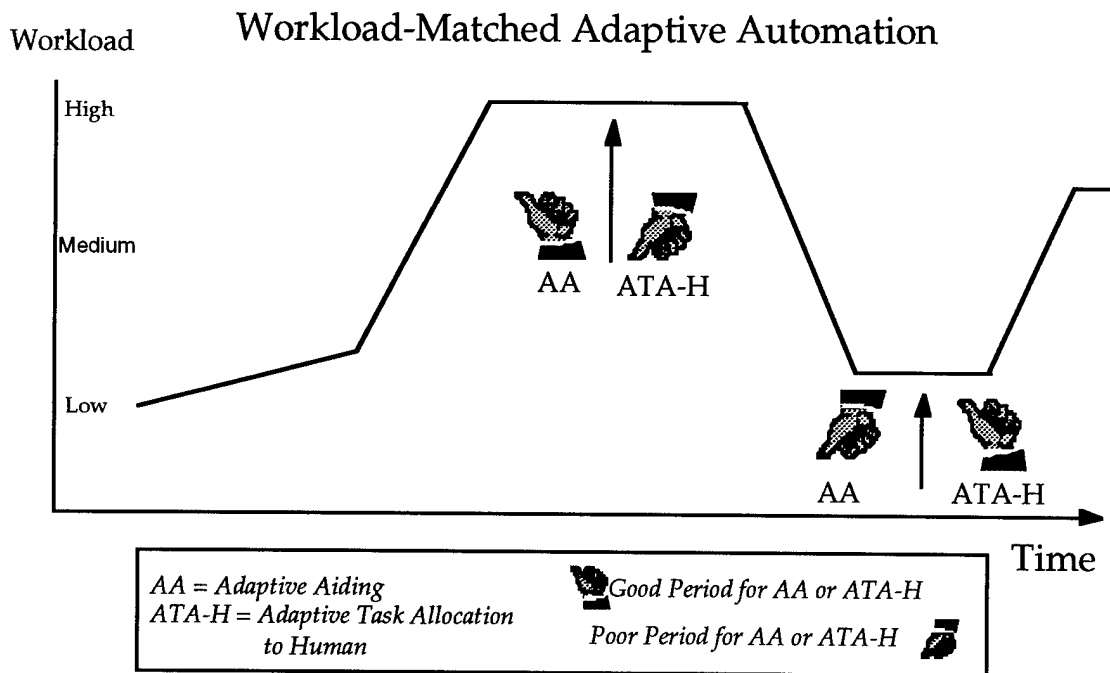 Workload-Matched Adaptive Automation
Workload
High
Medium
Low
AA
ATA-H
AA
ATA-H
Time
AA = Adaptive Aiding
ATA-H = Adaptive Task Allocation
to Human
Good Period for AA or ATA-H
Poor Period for AA or ATA-H